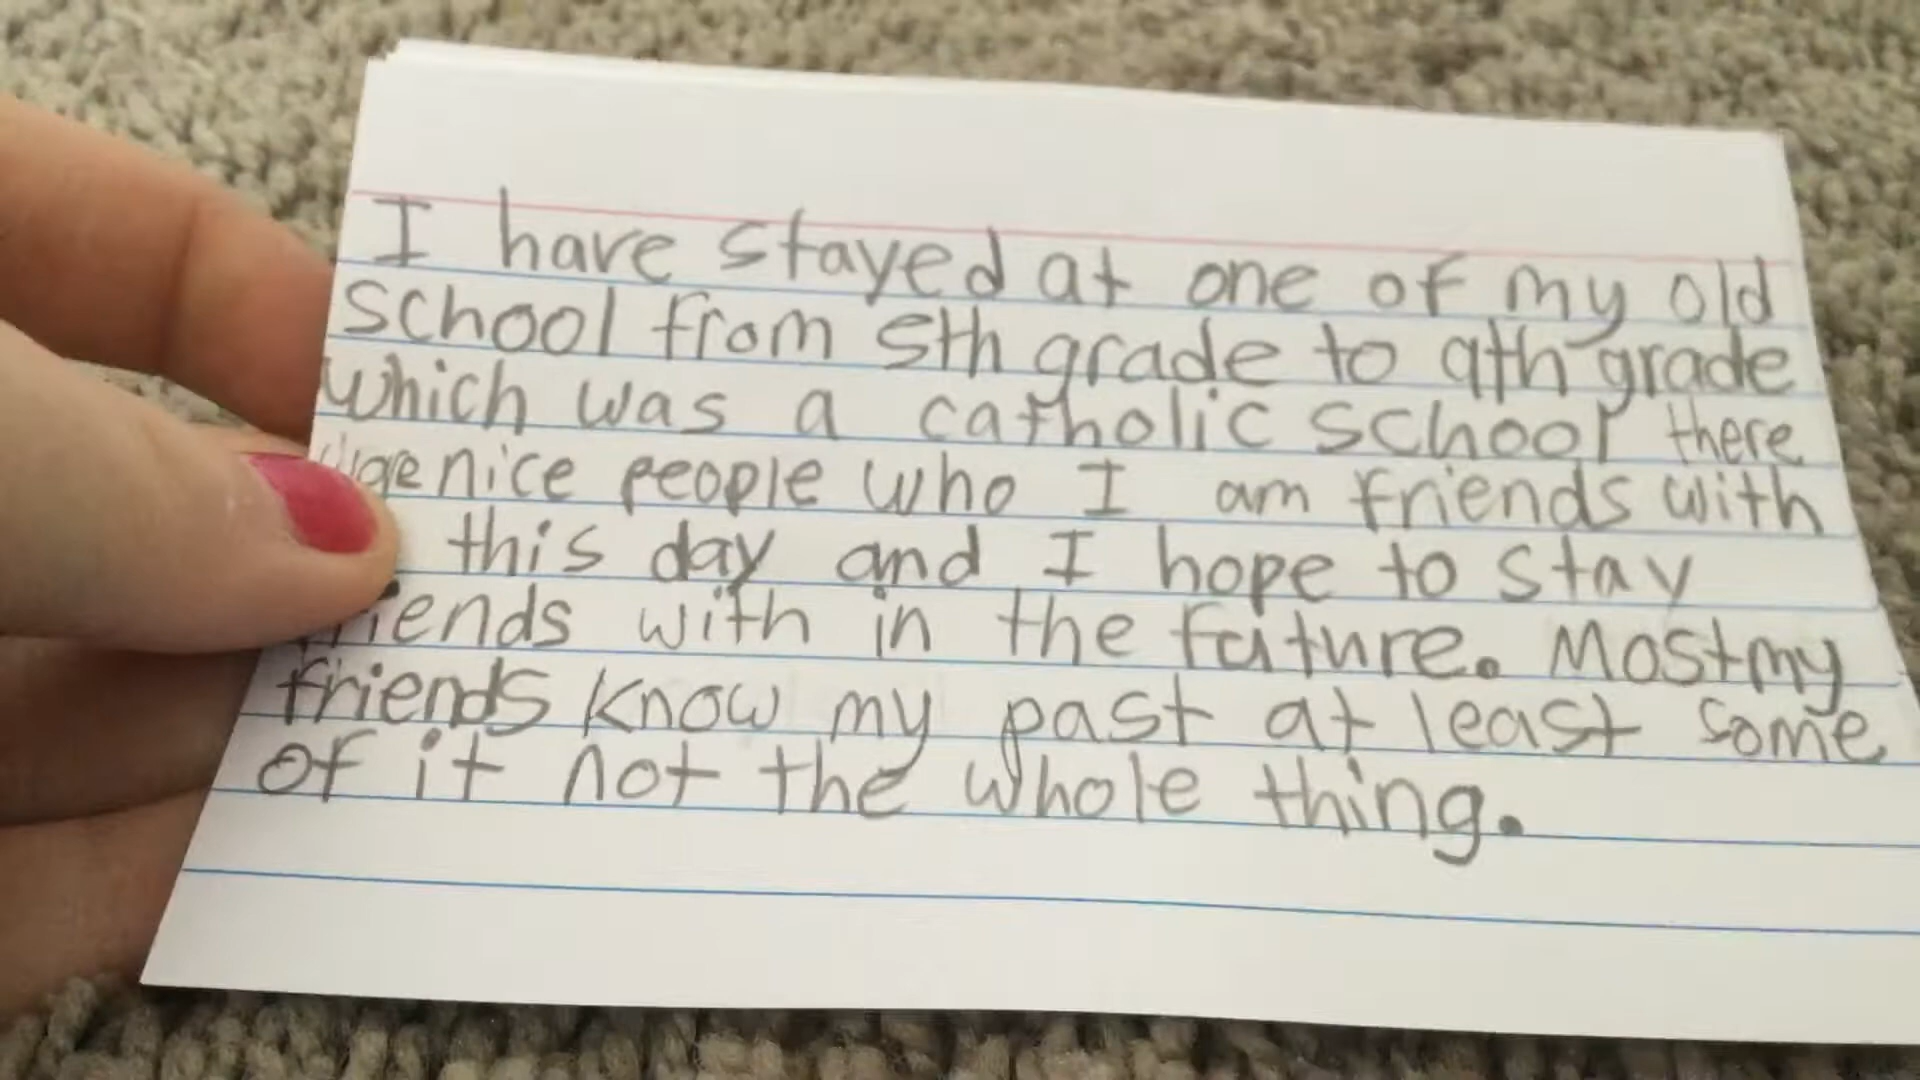 I have stayed at one of my old
school from 5th grade to 9th grade
which was a catholic school there
nice people who I am friends with
this day and I hope to stay
friends with in the future. Most my
friends know my past at least some
of it not the whole thing.